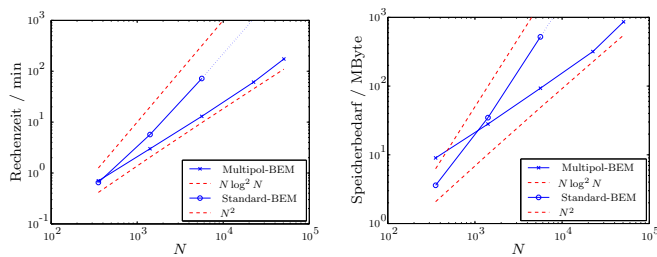 10^3
10^2
10^1
10^0
10^-1
10^2
10^3
10^4
10^5
Rechenzeit / min
N
Multipol-BEM
N log^2 N
Standard-BEM
N^2
10^3
10^2
10^1
10^0
10^2
10^3
10^4
10^5
Speicherbedarf / MByte
N
Multipol-BEM
N log^2 N
Standard-BEM
N^2